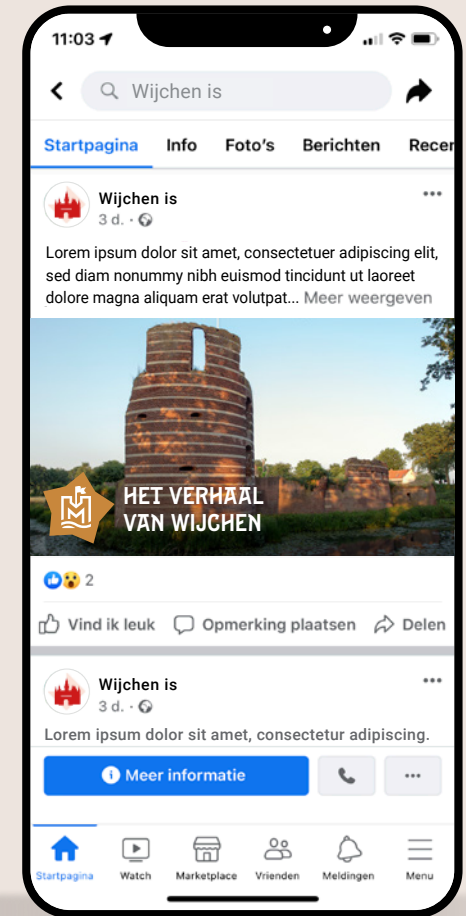 11:03
Wijchen is
Startpagina Info Foto's Berichten Recer
Wijchen is
3 d. ·
Lorem ipsum dolor sit amet, consectetuer adipiscing elit,
sed diam nonummy nibh euismod tincidunt ut laoreet
dolore magna aliquam erat volutpat... Meer weergeven
HET VERHAAL
VAN WIJCHEN
2
Vind ik leuk Opmerking plaatsen Delen
Wijchen is
3 d. ·
Lorem ipsum dolor sit amet, consectetur adipiscing.
Meer informatie
Startpagina Watch Marketplace Vrienden Meldingen Menu